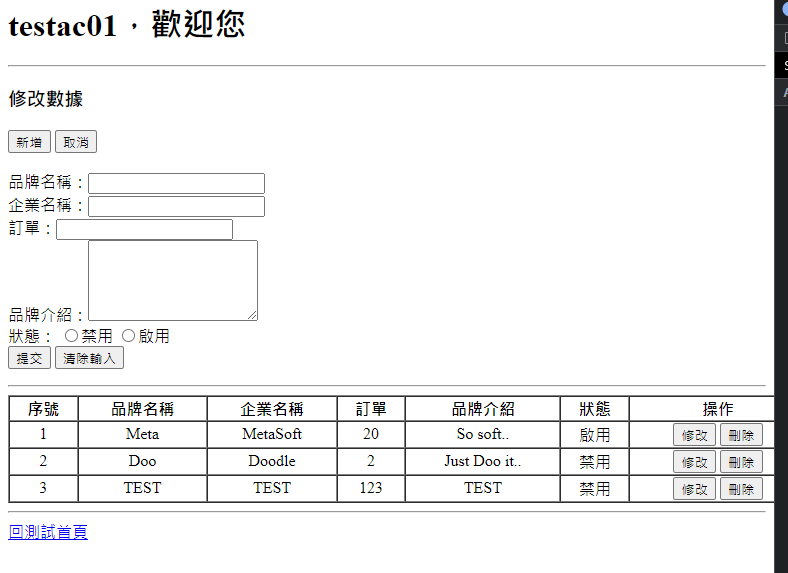 testac01，歡迎您
修改數據
新增 取消
品牌名稱：
企業名稱：
訂單：
品牌介紹：
狀態： 禁用 啟用
提交 清除輸入
序號 品牌名稱 企業名稱 訂單 品牌介紹 狀態 操作
1 Meta MetaSoft 20 So soft.. 啟用 修改 刪除
2 Doo Doodle 2 Just Doo it.. 禁用 修改 刪除
3 TEST TEST 123 TEST 禁用 修改 刪除
回測試首頁